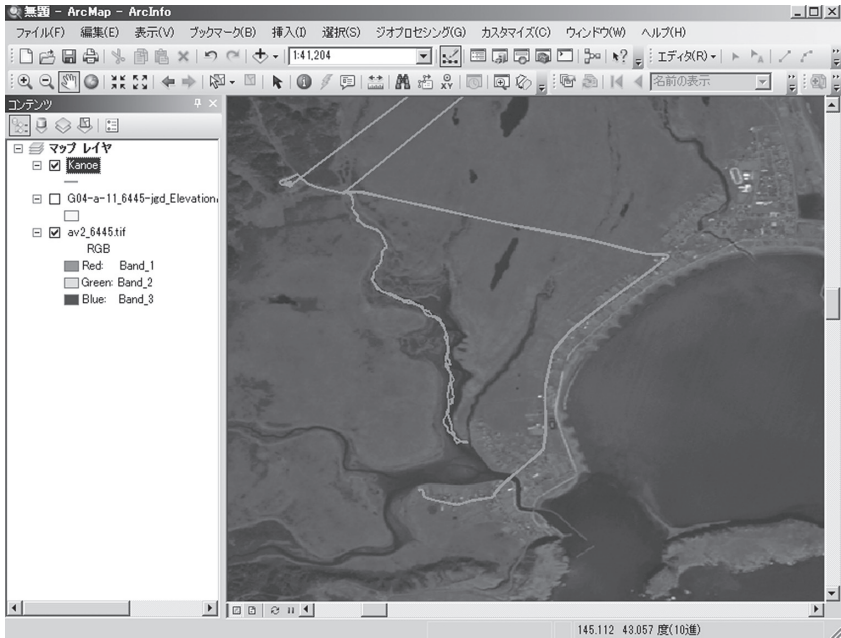 無題 - ArcMap - ArcInfo
ファイル(F) 編集(E) 表示(V) ブックマーク(B) 挿入(I) 選択(S) ジオプロセシング(G) カスタマイズ(C) ウィンドウ(W) ヘルプ(H)
1:41,204 エディタ(R)
XY 名前の表示
コンテンツ
マップ レイヤ
Kanoe
G04-a-11_6445-jgd_Elevation
av2_6445.tif
RGB
Red: Band_1
Green: Band_2
Blue: Band_3
145.112 43.057 度(10進)